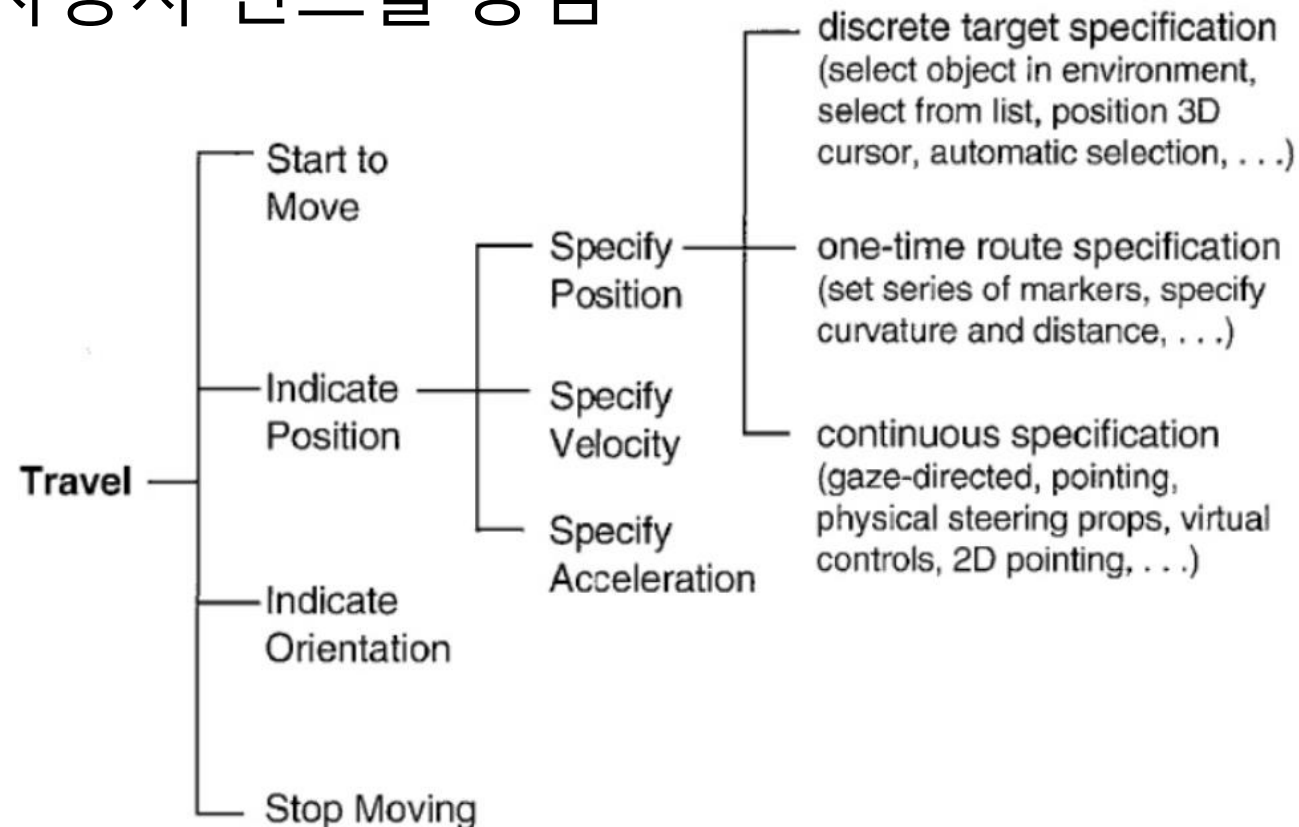 Travel
Start to
Move
Indicate
Position
Indicate
Orientation
Stop Moving
Specify
Position
Specify
Velocity
Specify
Acceleration
discrete target specification
(select object in environment,
select from list, position 3D
cursor, automatic selection, . . .)
one-time route specification
(set series of markers, specify
curvature and distance, . . .)
continuous specification
(gaze-directed, pointing,
physical steering props, virtual
controls, 2D pointing, . . .)